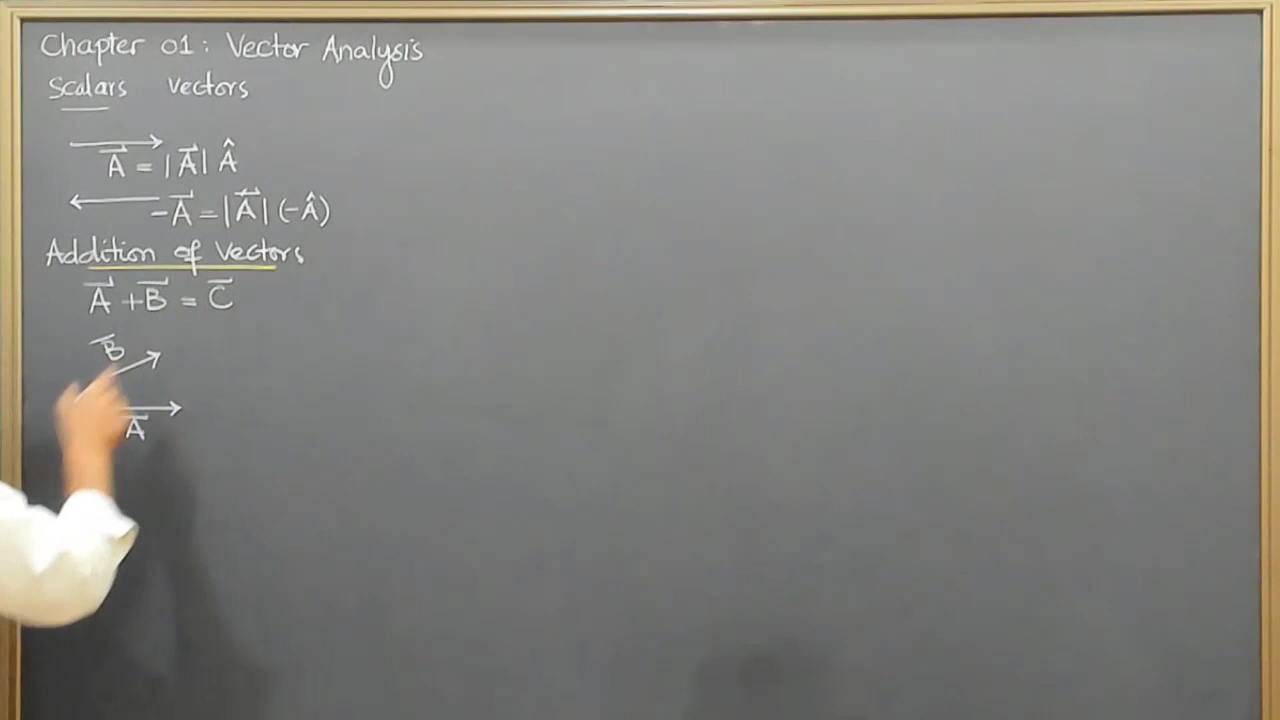 Chapter 01: Vector Analysis
Scalars vectors
A⃗ = |A⃗| Â
-A⃗ = |A⃗| (-Â)
Addition of Vectors
A⃗ + B⃗ = C⃗
B⃗
A⃗